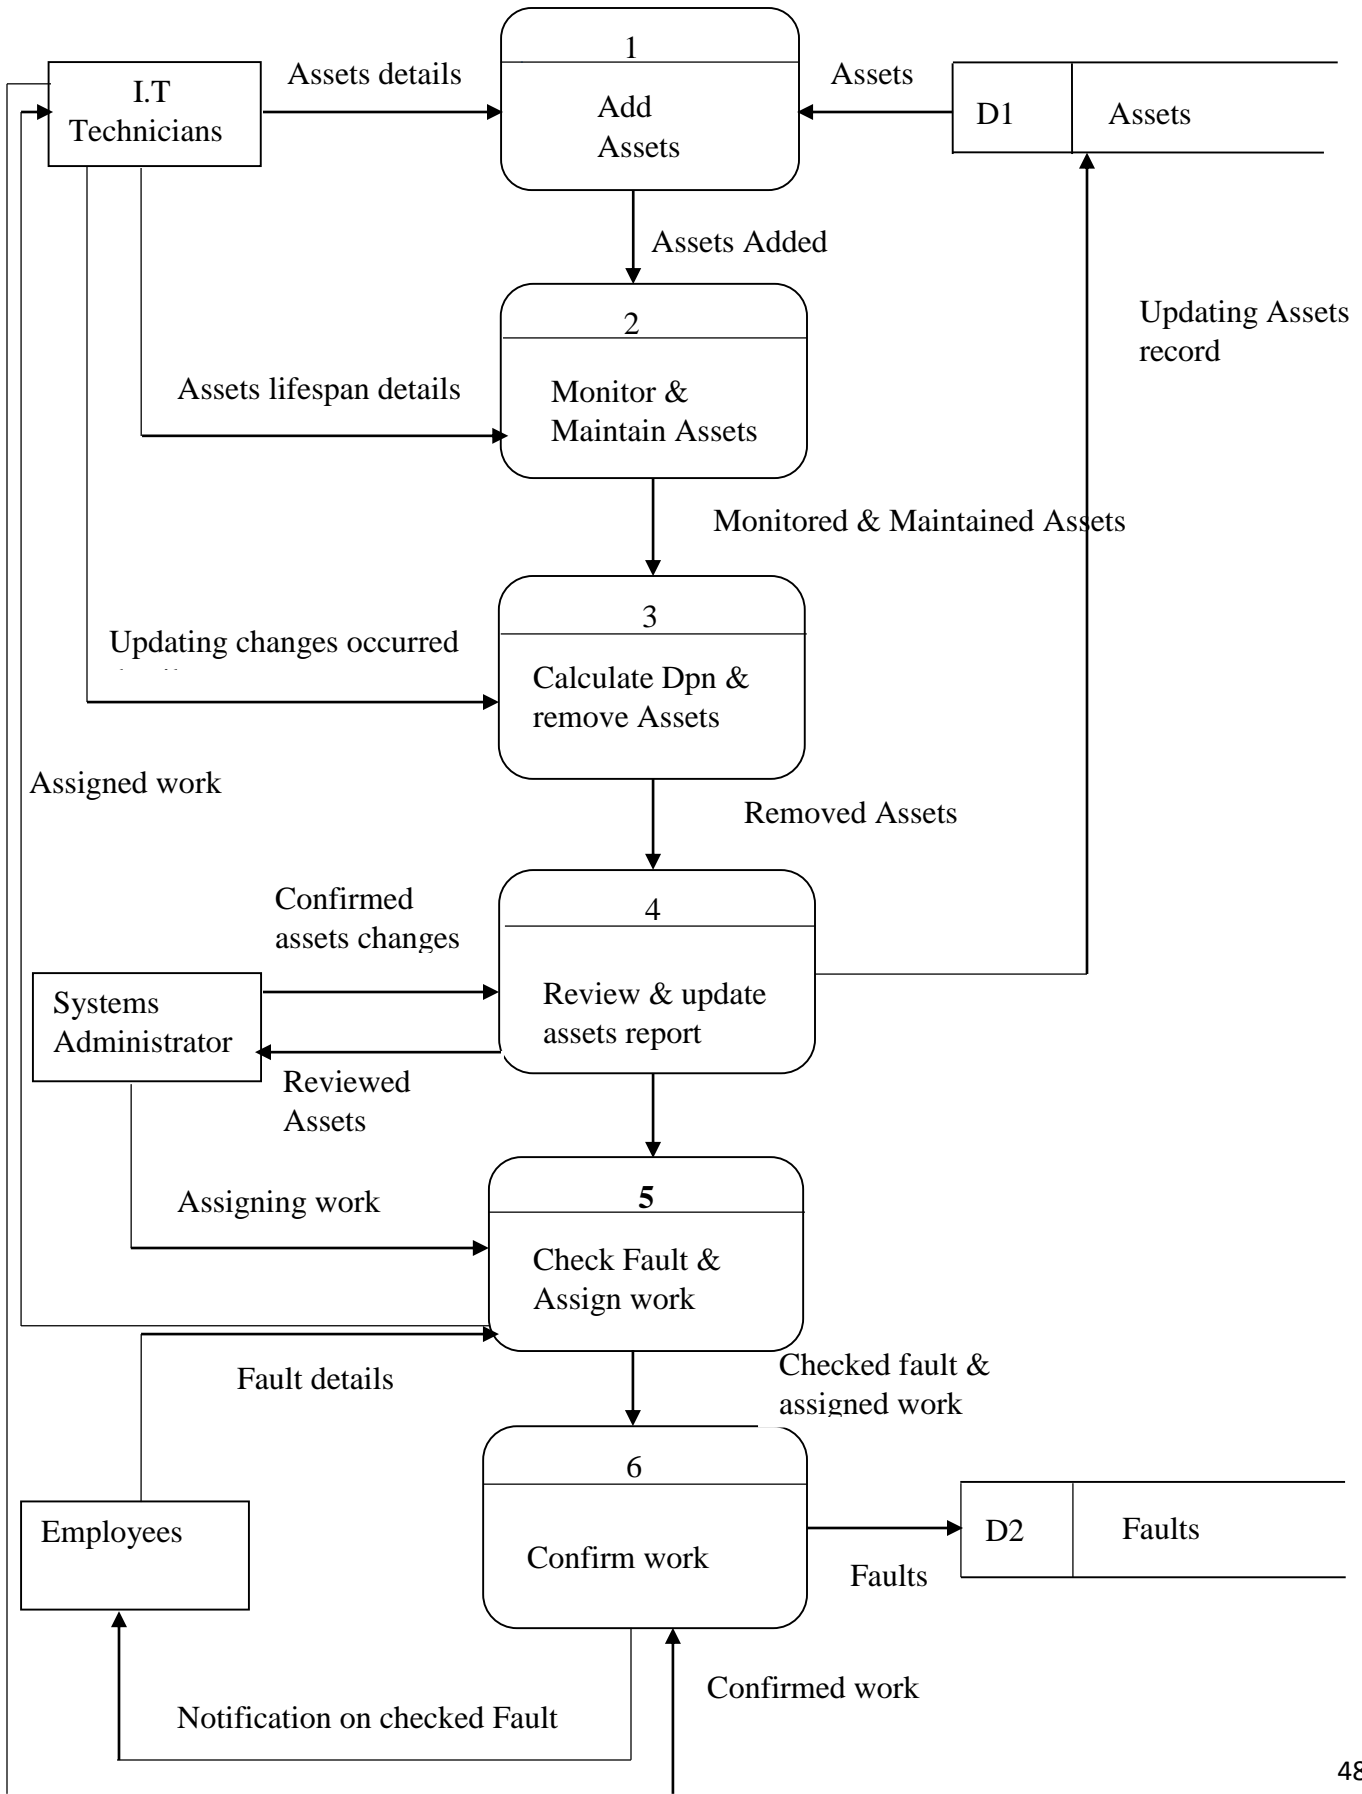 1
I.T
Technicians
Assets details
Add
Assets
Assets
D1
Assets
Assets Added
2
Updating Assets
record
Assets lifespan details
Monitor &
Maintain Assets
Monitored & Maintained Assets
3
Updating changes occurred
Calculate Dpn &
remove Assets
Assigned work
Removed Assets
Confirmed
assets changes
4
Systems
Administrator
Review & update
assets report
Reviewed
Assets
5
Assigning work
Check Fault &
Assign work
Fault details
Checked fault &
assigned work
6
Employees
Confirm work
D2
Faults
Faults
Confirmed work
Notification on checked Fault
48